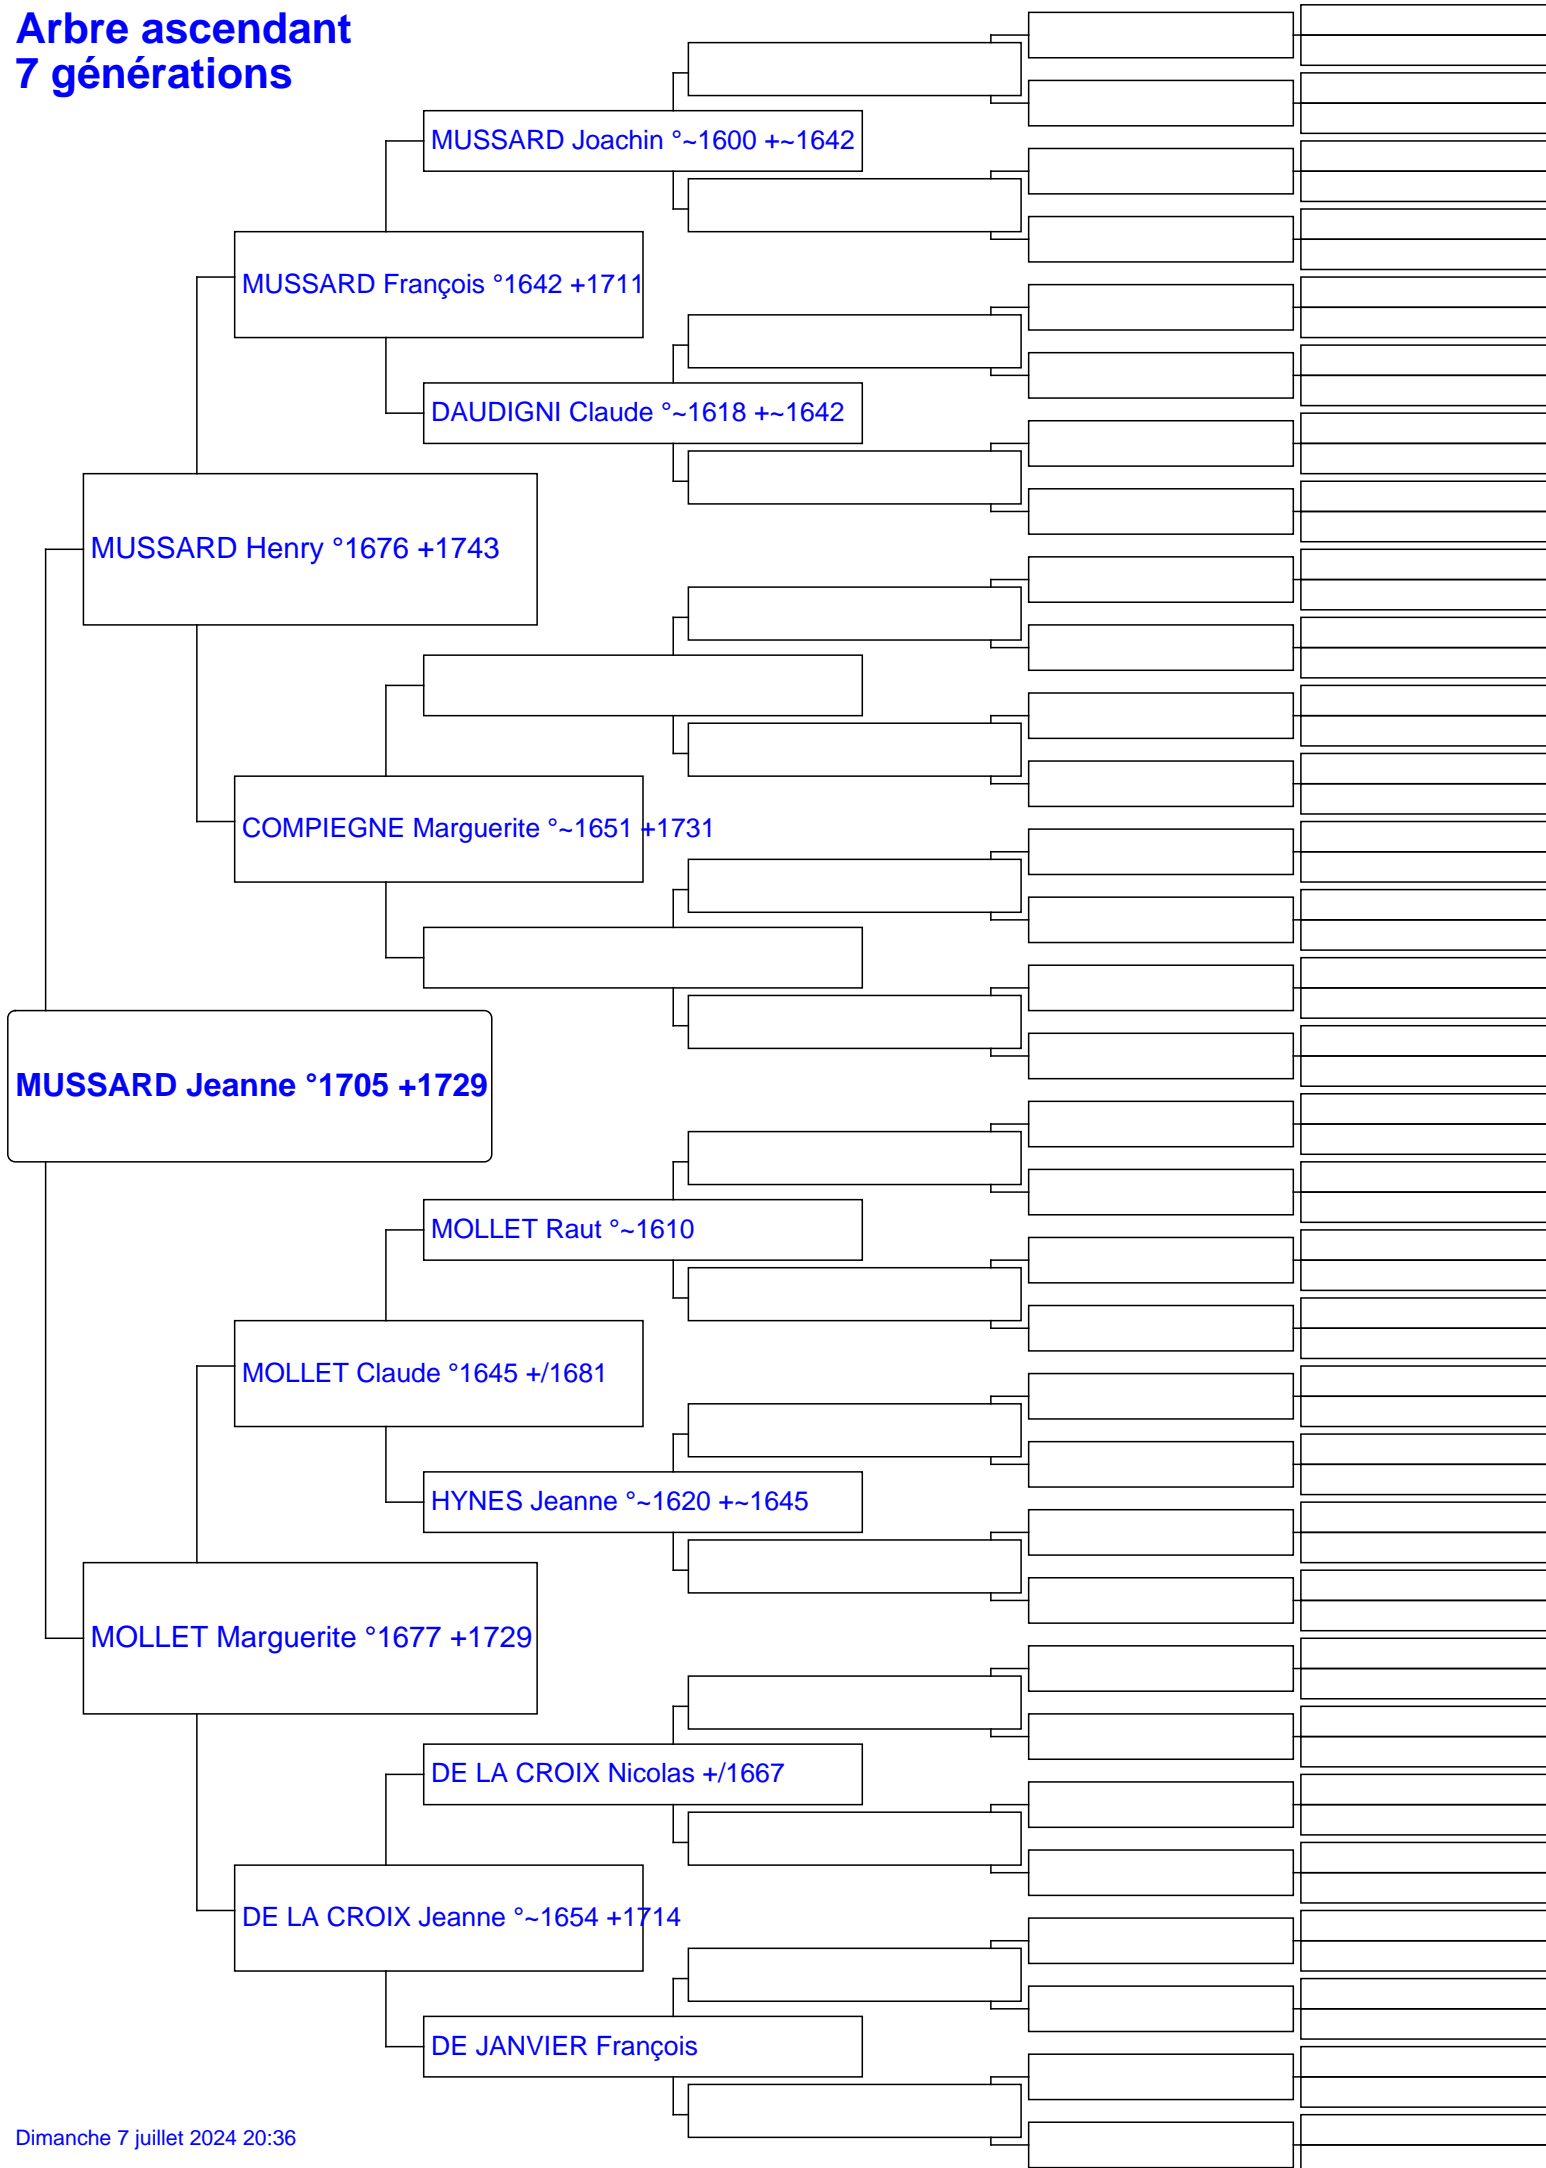 Arbre ascendant
7 générations
MUSSARD Joachin °~1600 +~1642
MUSSARD François °1642 +1711
DAUDIGNI Claude °~1618 +~1642
MUSSARD Henry °1676 +1743
COMPIEGNE Marguerite °~1651 +1731
MUSSARD Jeanne °1705 +1729
MOLLET Raut °~1610
MOLLET Claude °1645 +/1681
HYNES Jeanne °~1620 +~1645
MOLLET Marguerite °1677 +1729
DE LA CROIX Nicolas +/1667
DE LA CROIX Jeanne °~1654 +1714
DE JANVIER François
Dimanche 7 juillet 2024 20:36